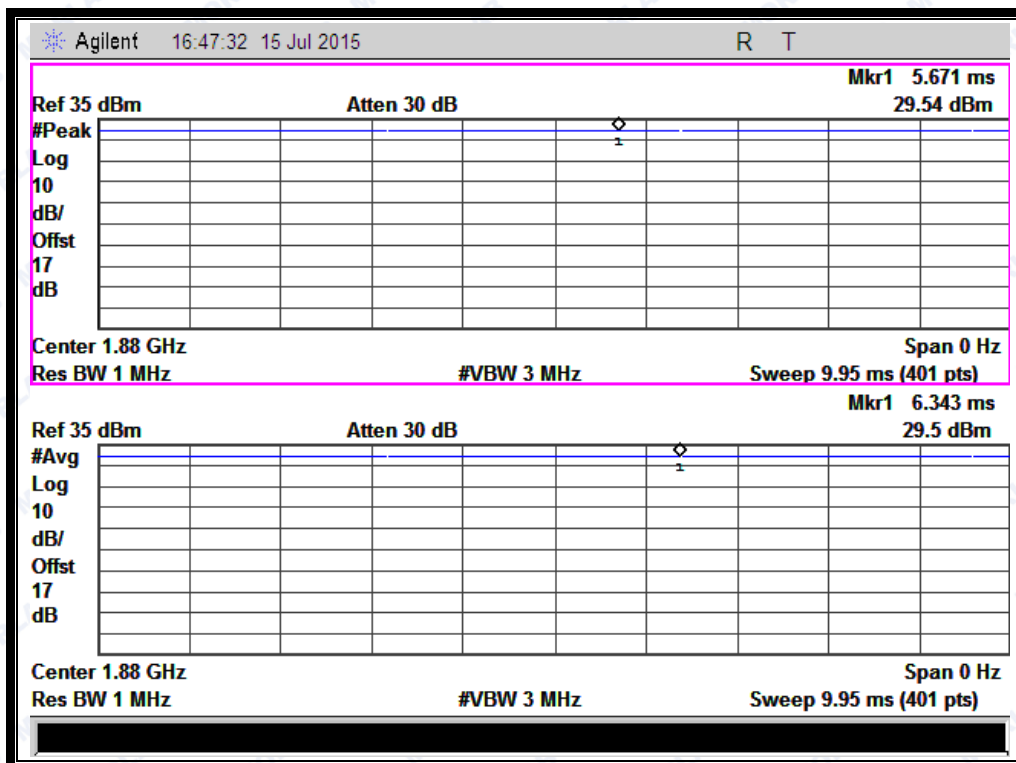 Agilent 16:47:32 15 Jul 2015 R T
Mkr1 5.671 ms
Ref 35 dBm Atten 30 dB 29.54 dBm
#Peak
1
Log
10
dB/
Offst
17
dB
Center 1.88 GHz Span 0 Hz
Res BW 1 MHz #VBW 3 MHz Sweep 9.95 ms (401 pts)
Mkr1 6.343 ms
Ref 35 dBm Atten 30 dB 29.5 dBm
#Avg
1
Log
10
dB/
Offst
17
dB
Center 1.88 GHz Span 0 Hz
Res BW 1 MHz #VBW 3 MHz Sweep 9.95 ms (401 pts)